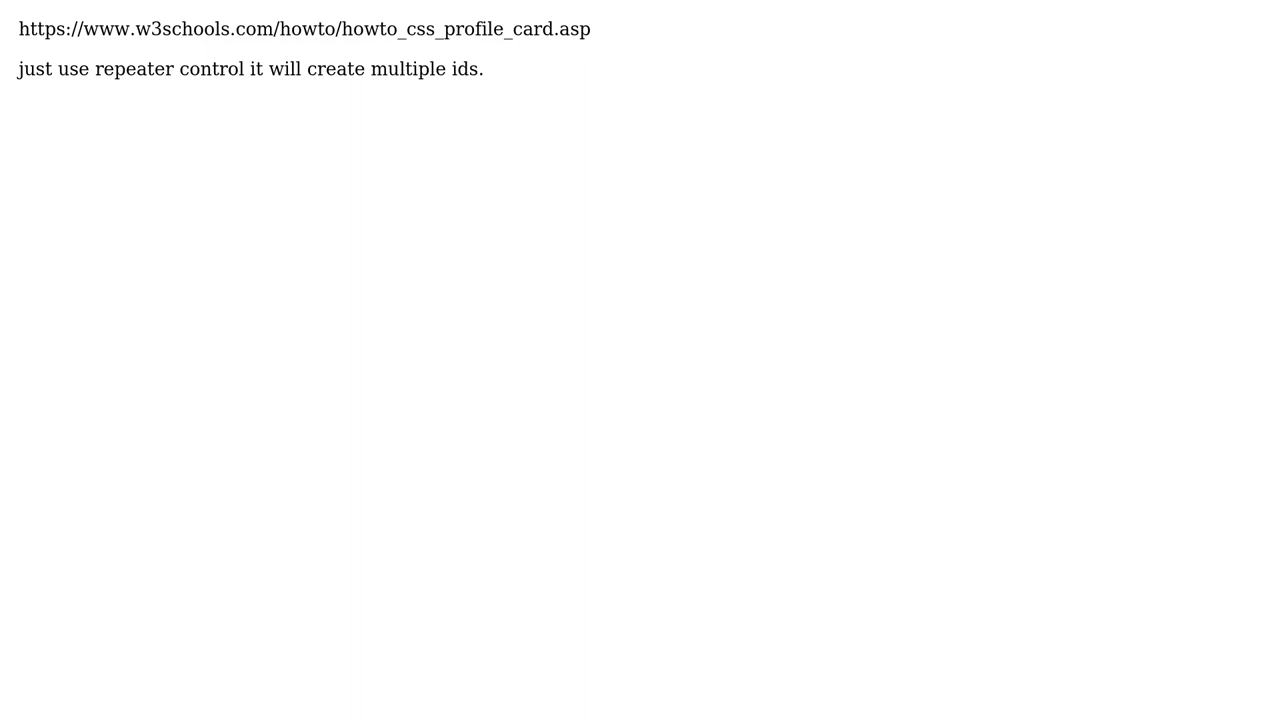 https://www.w3schools.com/howto/howto_css_profile_card.asp
just use repeater control it will create multiple ids.